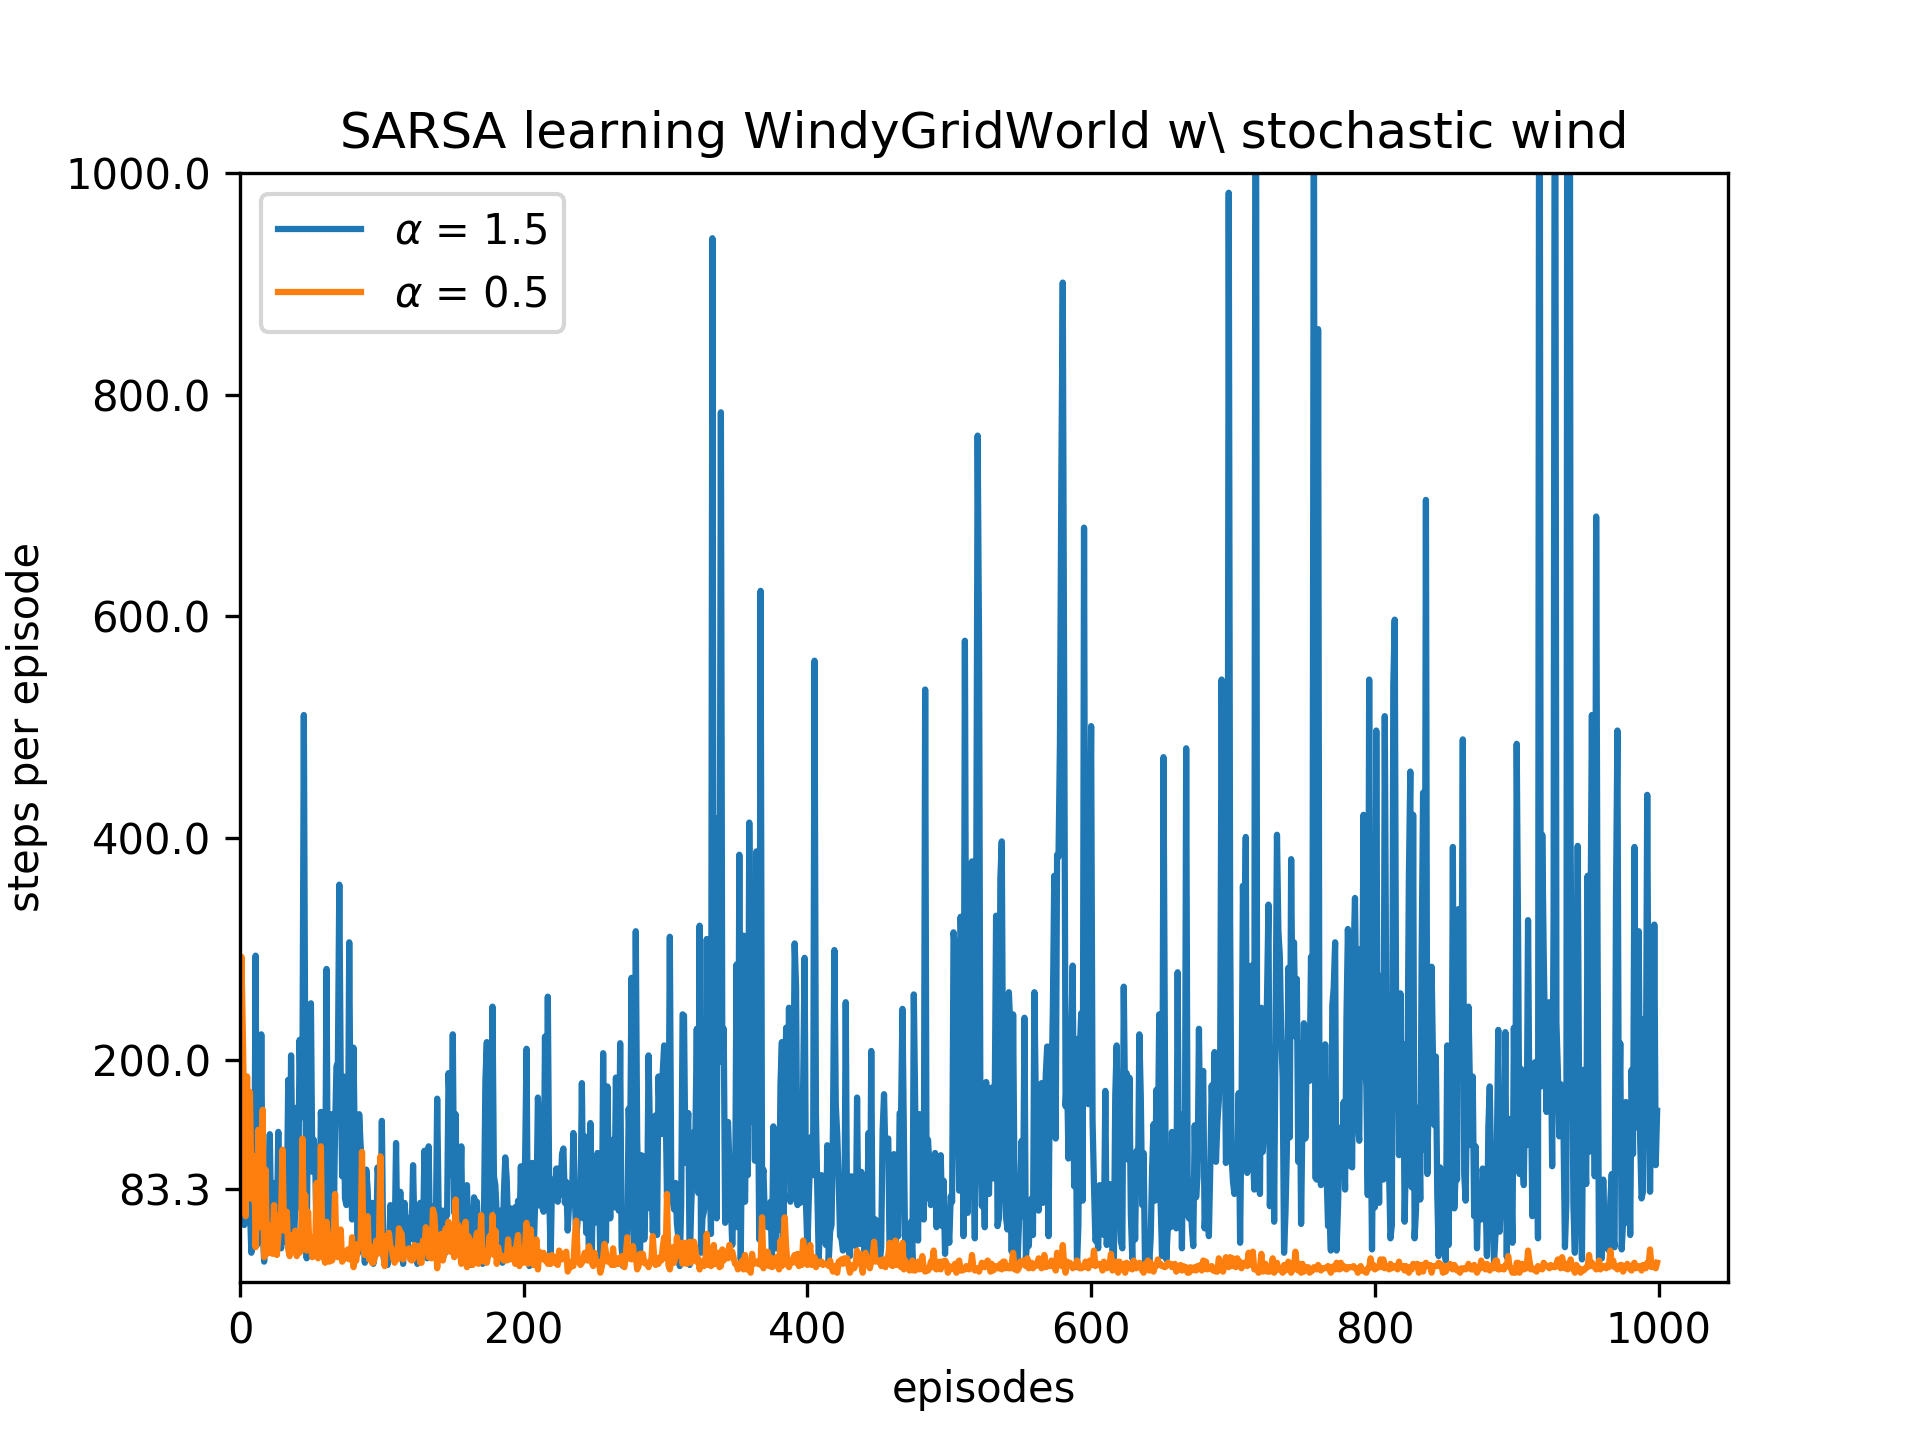 SARSA learning WindyGridWorld w\ stochastic wind
1000.0
α = 1.5
α = 0.5
800.0
600.0
steps per episode
400.0
200.0
83.3
0 200 400 600 800 1000
episodes